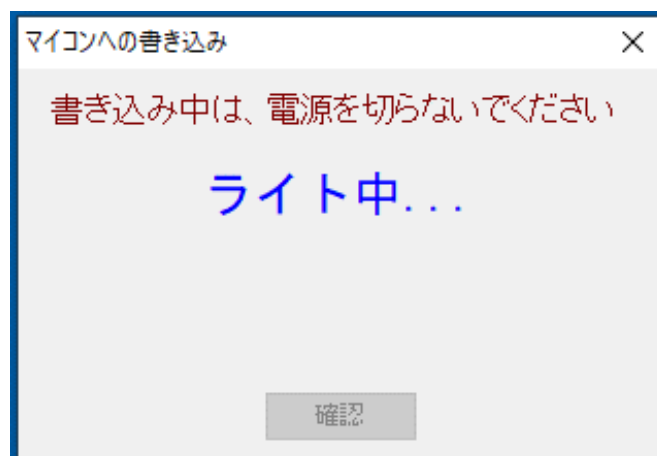 マイコンへの書き込み
書き込み中は、電源を切らないでください
ライト中...
確認